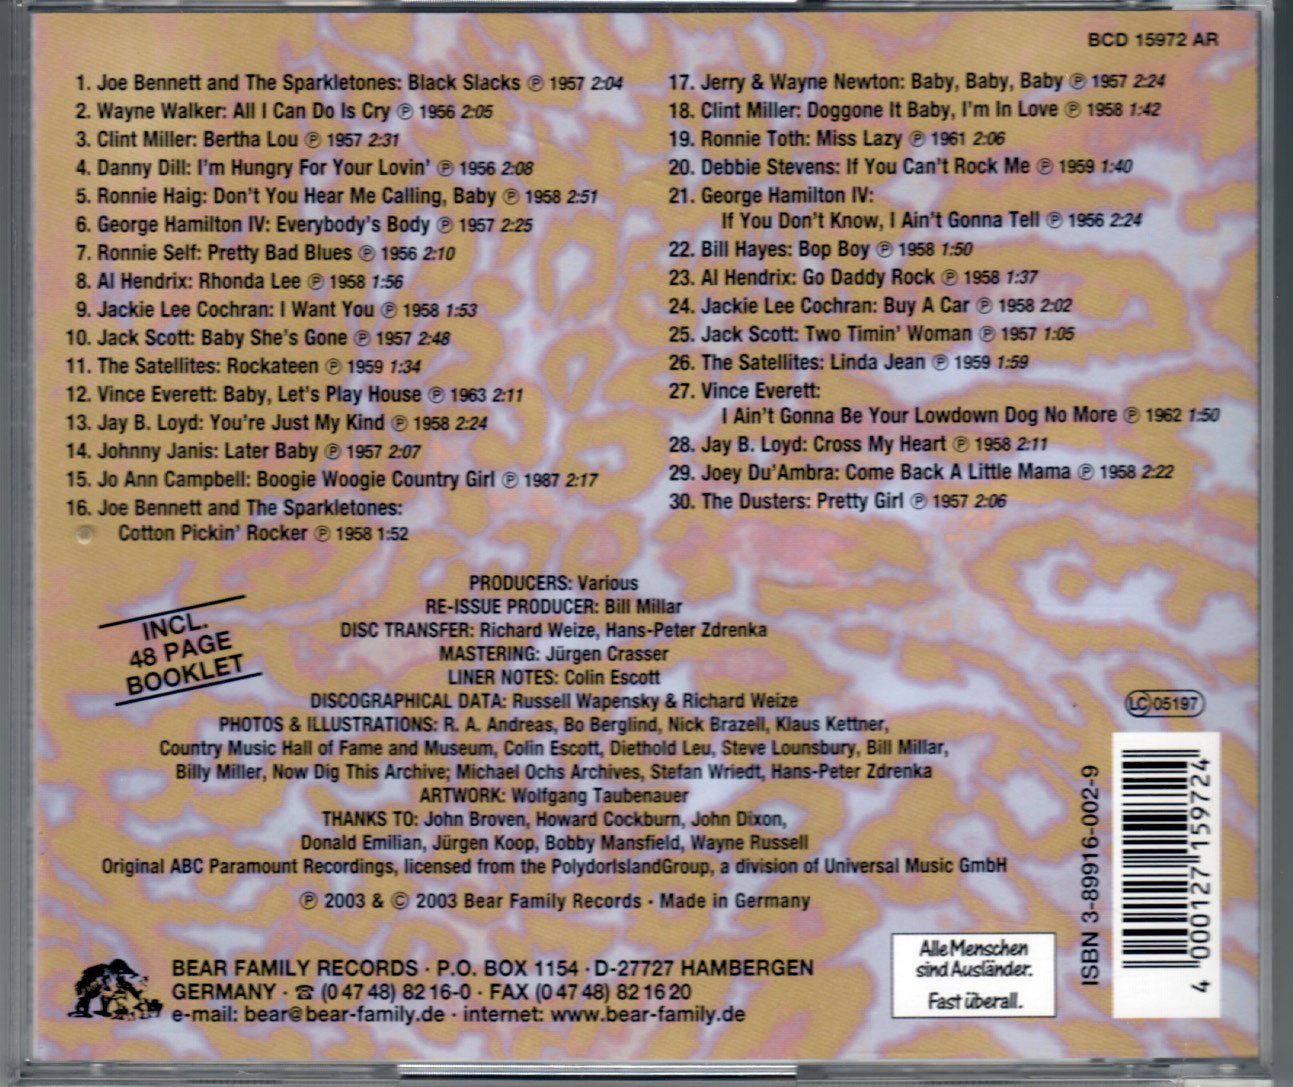 BCD 15972 AR
1. Joe Bennett and The Sparkletones: Black Slacks ℗ 1957 2:04
2. Wayne Walker: All I Can Do Is Cry ℗ 1956 2:05
3. Clint Miller: Bertha Lou ℗ 1957 2:31
4. Danny Dill: I'm Hungry For Your Lovin' ℗ 1956 2:08
5. Ronnie Haig: Don't You Hear Me Calling, Baby ℗ 1958 2:51
6. George Hamilton IV: Everybody's Body ℗ 1957 2:25
7. Ronnie Self: Pretty Bad Blues ℗ 1956 2:10
8. Al Hendrix: Rhonda Lee ℗ 1958 1:56
9. Jackie Lee Cochran: I Want You ℗ 1958 1:53
10. Jack Scott: Baby She's Gone ℗ 1957 2:48
11. The Satellites: Rockateen ℗ 1959 1:34
12. Vince Everett: Baby, Let's Play House ℗ 1963 2:11
13. Jay B. Loyd: You're Just My Kind ℗ 1958 2:24
14. Johnny Janis: Later Baby ℗ 1957 2:07
15. Jo Ann Campbell: Boogie Woogie Country Girl ℗ 1987 2:17
16. Joe Bennett and The Sparkletones:
Cotton Pickin' Rocker ℗ 1958 1:52
17. Jerry & Wayne Newton: Baby, Baby, Baby ℗ 1957 2:24
18. Clint Miller: Doggone It Baby, I'm In Love ℗ 1958 1:42
19. Ronnie Toth: Miss Lazy ℗ 1961 2:06
20. Debbie Stevens: If You Can't Rock Me ℗ 1959 1:40
21. George Hamilton IV:
If You Don't Know, I Ain't Gonna Tell ℗ 1956 2:24
22. Bill Hayes: Bop Boy ℗ 1958 1:50
23. Al Hendrix: Go Daddy Rock ℗ 1958 1:37
24. Jackie Lee Cochran: Buy A Car ℗ 1958 2:02
25. Jack Scott: Two Timin' Woman ℗ 1957 1:05
26. The Satellites: Linda Jean ℗ 1959 1:59
27. Vince Everett:
I Ain't Gonna Be Your Lowdown Dog No More ℗ 1962 1:50
28. Jay B. Loyd: Cross My Heart ℗ 1958 2:11
29. Joey Du'Ambra: Come Back A Little Mama ℗ 1958 2:22
30. The Dusters: Pretty Girl ℗ 1957 2:06
INCL.
48 PAGE
BOOKLET
PRODUCERS: Various
RE-ISSUE PRODUCER: Bill Millar
DISC TRANSFER: Richard Weize, Hans-Peter Zdrenka
MASTERING: Jürgen Crasser
LINER NOTES: Colin Escott
DISCOGRAPHICAL DATA: Russell Wapensky & Richard Weize
PHOTOS & ILLUSTRATIONS: R. A. Andreas, Bo Berglind, Nick Brazell, Klaus Kettner,
Country Music Hall of Fame and Museum, Colin Escott, Diethold Leu, Steve Lounsbury, Bill Millar,
Billy Miller, Now Dig This Archive; Michael Ochs Archives, Stefan Wriedt, Hans-Peter Zdrenka
ARTWORK: Wolfgang Taubenauer
THANKS TO: John Broven, Howard Cockburn, John Dixon,
Donald Emilian, Jürgen Koop, Bobby Mansfield, Wayne Russell
Original ABC Paramount Recordings, licensed from the PolydorIslandGroup, a division of Universal Music GmbH
℗ 2003 & © 2003 Bear Family Records · Made in Germany
LC 05197
ISBN 3-89916-002-9
4 000127 159724
BEAR FAMILY RECORDS · P.O. BOX 1154 · D-27727 HAMBERGEN
GERMANY · ☎ (0 47 48) 82 16-0 · FAX (0 47 48) 82 16 20
e-mail: bear@bear-family.de · internet: www.bear-family.de
Alle Menschen
sind Ausländer.
Fast überall.